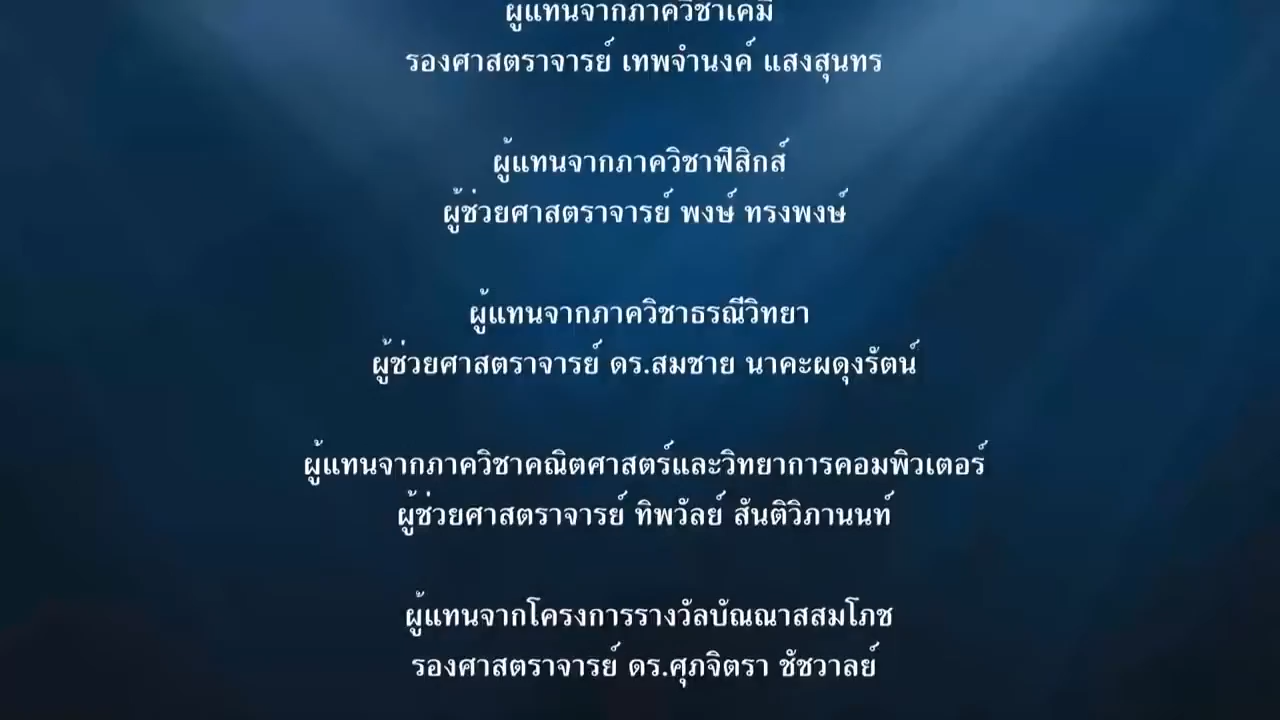 ผู้แทนจากภาควิชาเคมี
รองศาสตราจารย์ เทพจำนงค์ แสงสุนทร
ผู้แทนจากภาควิชาฟิสิกส์
ผู้ช่วยศาสตราจารย์ พงษ์ ทรงพงษ์
ผู้แทนจากภาควิชาธรณีวิทยา
ผู้ช่วยศาสตราจารย์ ดร.สมชาย นาคะผดุงรัตน์
ผู้แทนจากภาควิชาคณิตศาสตร์และวิทยาการคอมพิวเตอร์
ผู้ช่วยศาสตราจารย์ ทิพวัลย์ สันติวิภานนท์
ผู้แทนจากโครงการรางวัลบัณณาสสมโภช
รองศาสตราจารย์ ดร.ศุภจิตรา ชัชวาลย์